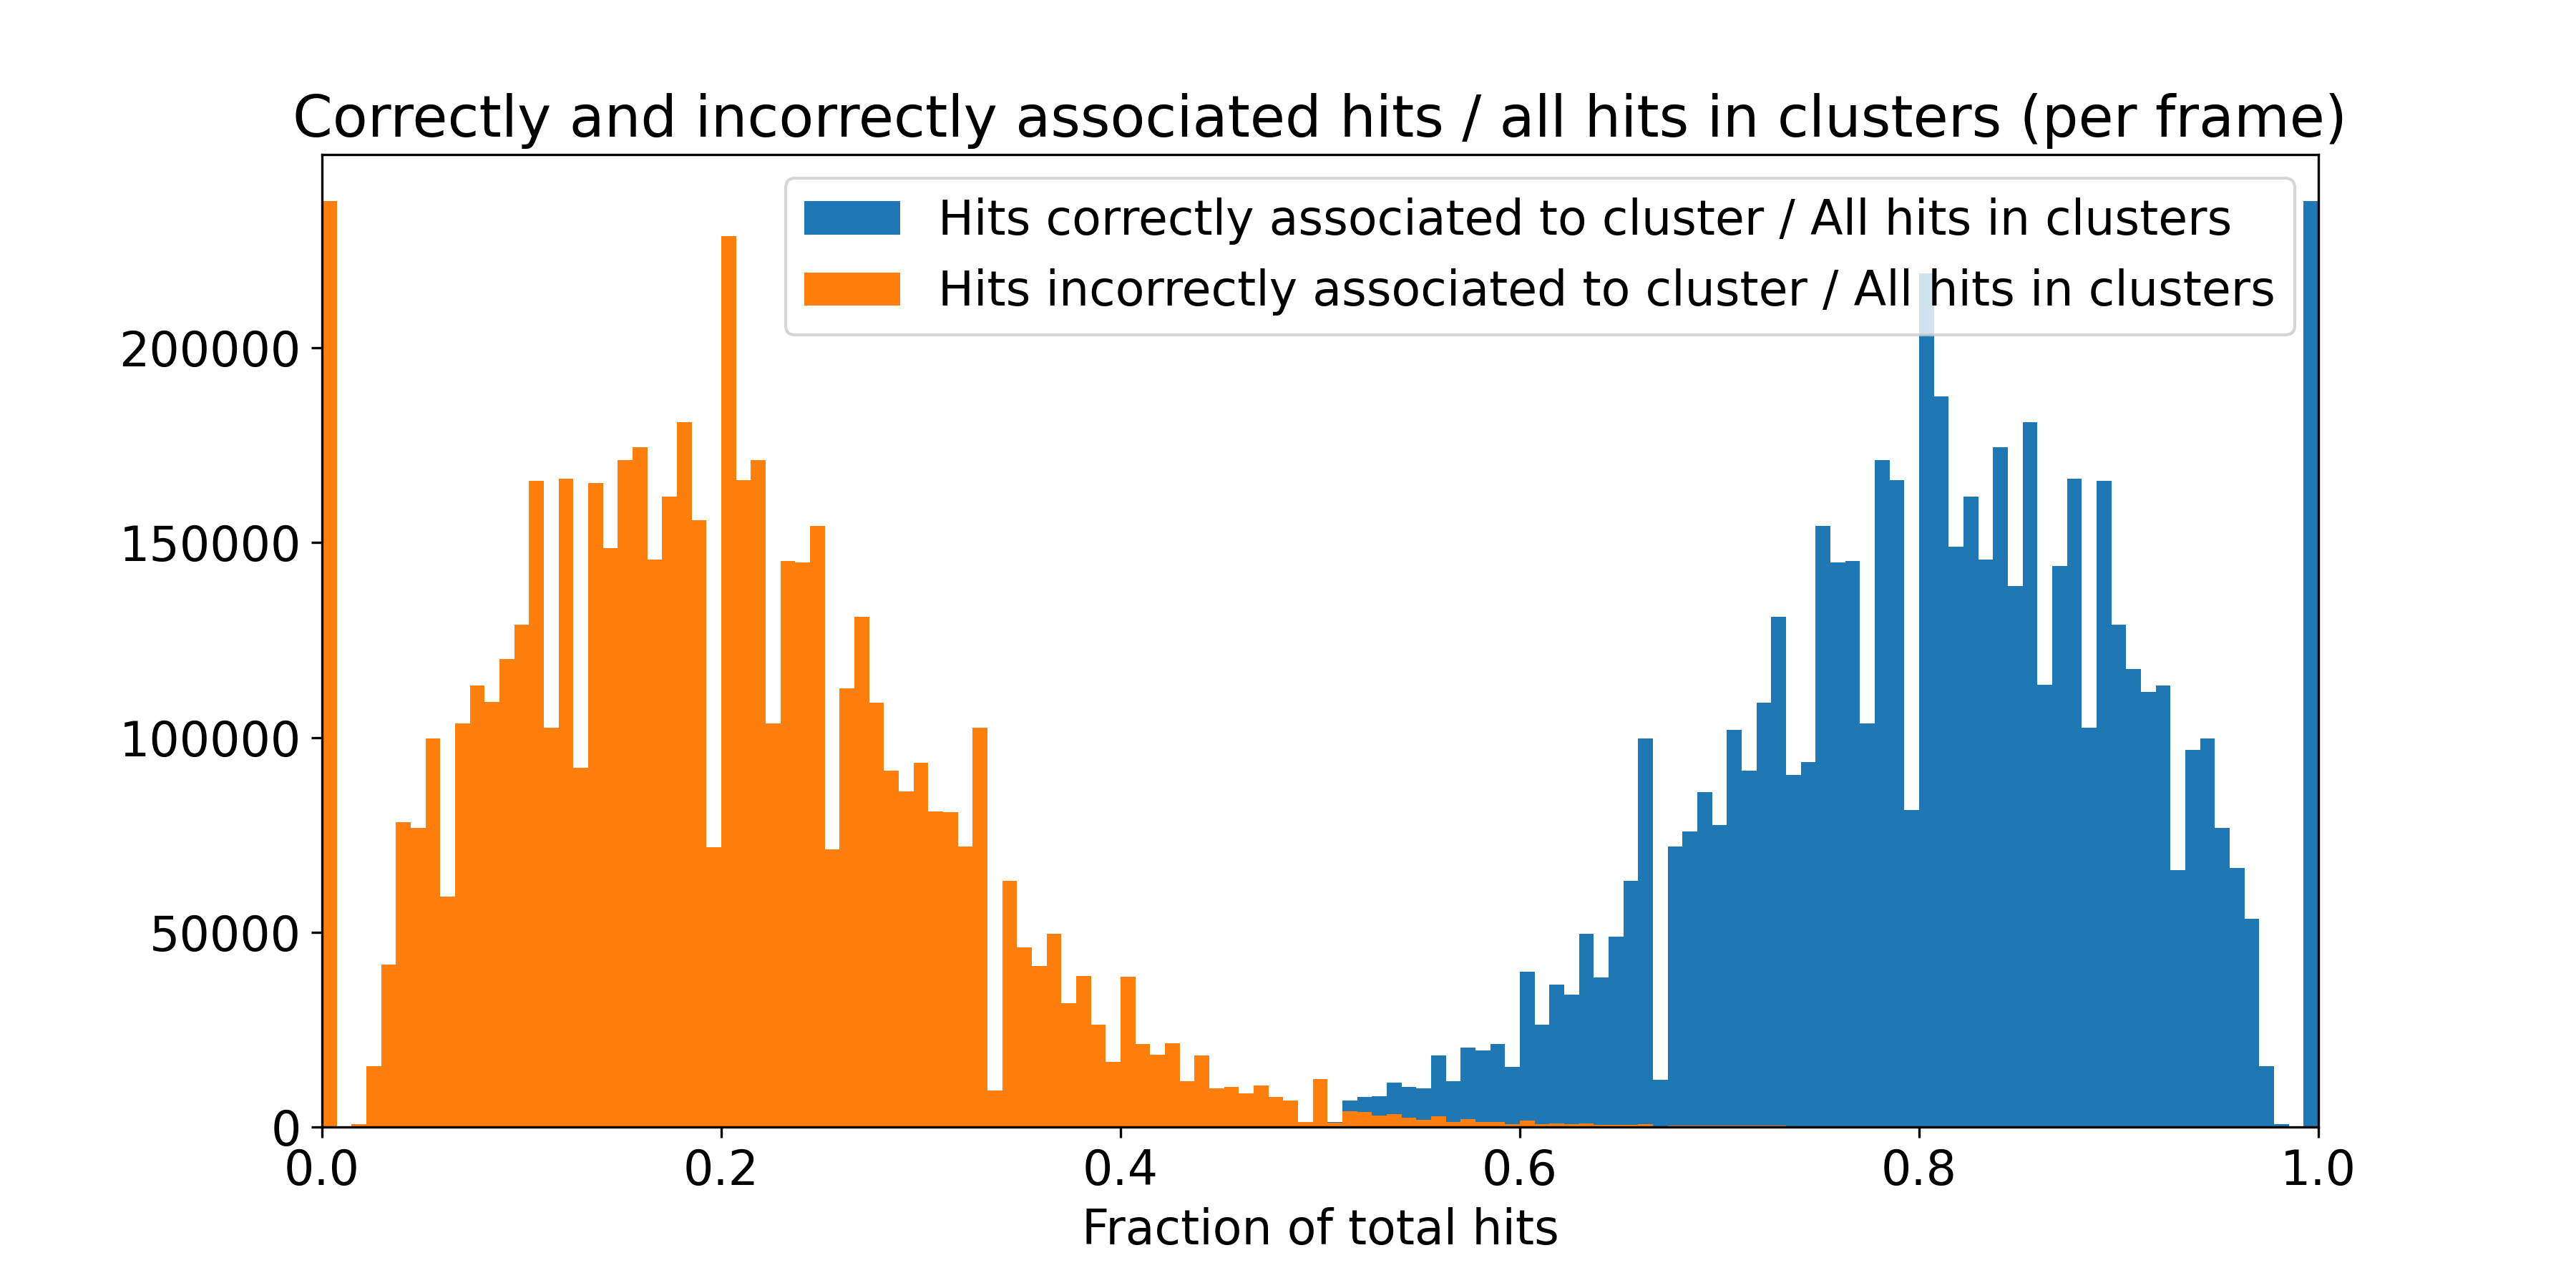 Correctly and incorrectly associated hits / all hits in clusters (per frame)
Hits correctly associated to cluster / All hits in clusters
Hits incorrectly associated to cluster / All hits in clusters
200000
150000
100000
50000
0
0.0 0.2 0.4 0.6 0.8 1.0
Fraction of total hits